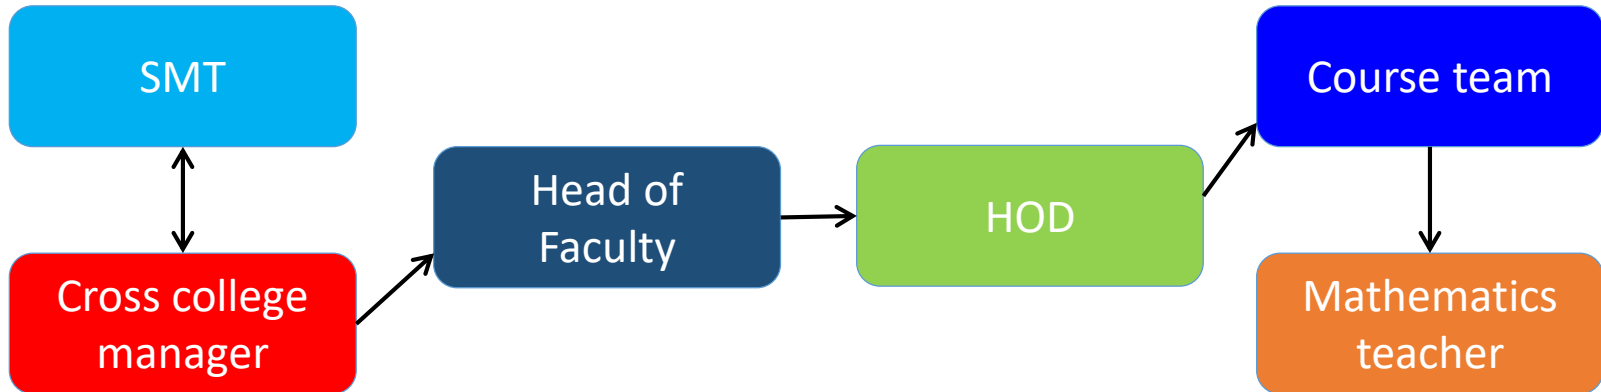 SMT
Cross college
manager
Head of
Faculty
HOD
Course team
Mathematics
teacher